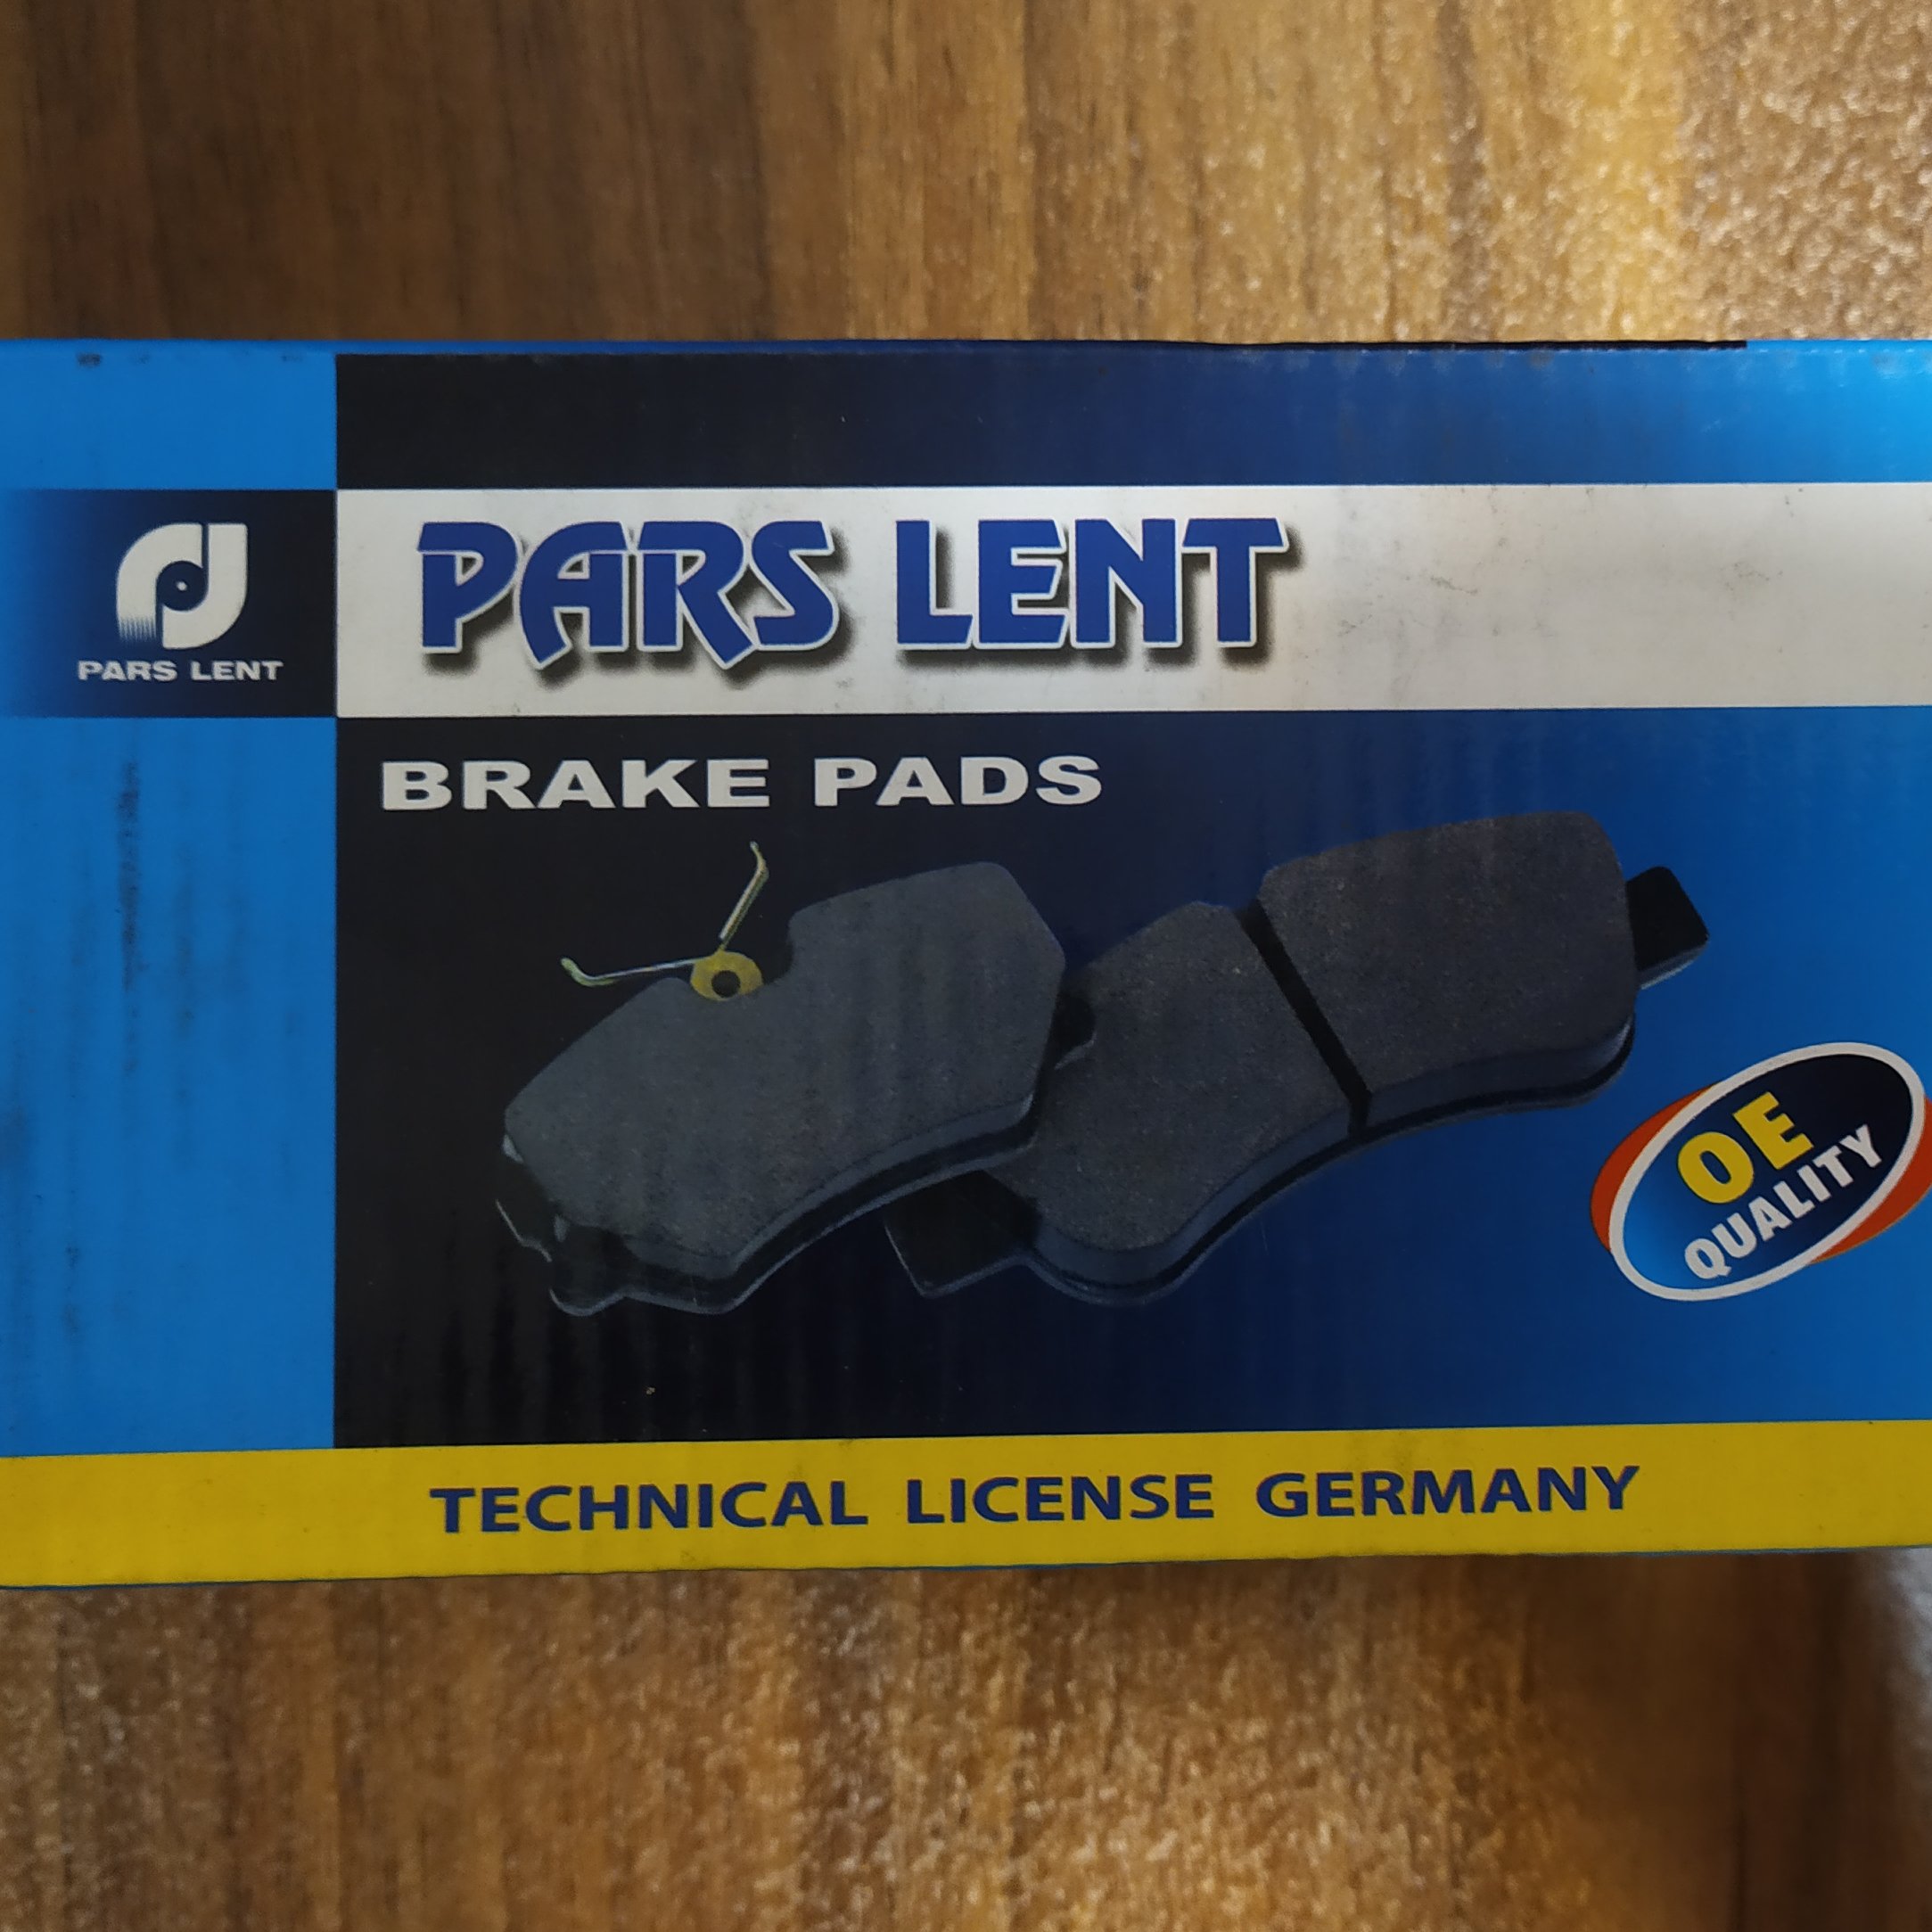 PARS LENT
PARS LENT
BRAKE PADS
OE
QUALITY
TECHNICAL LICENSE GERMANY